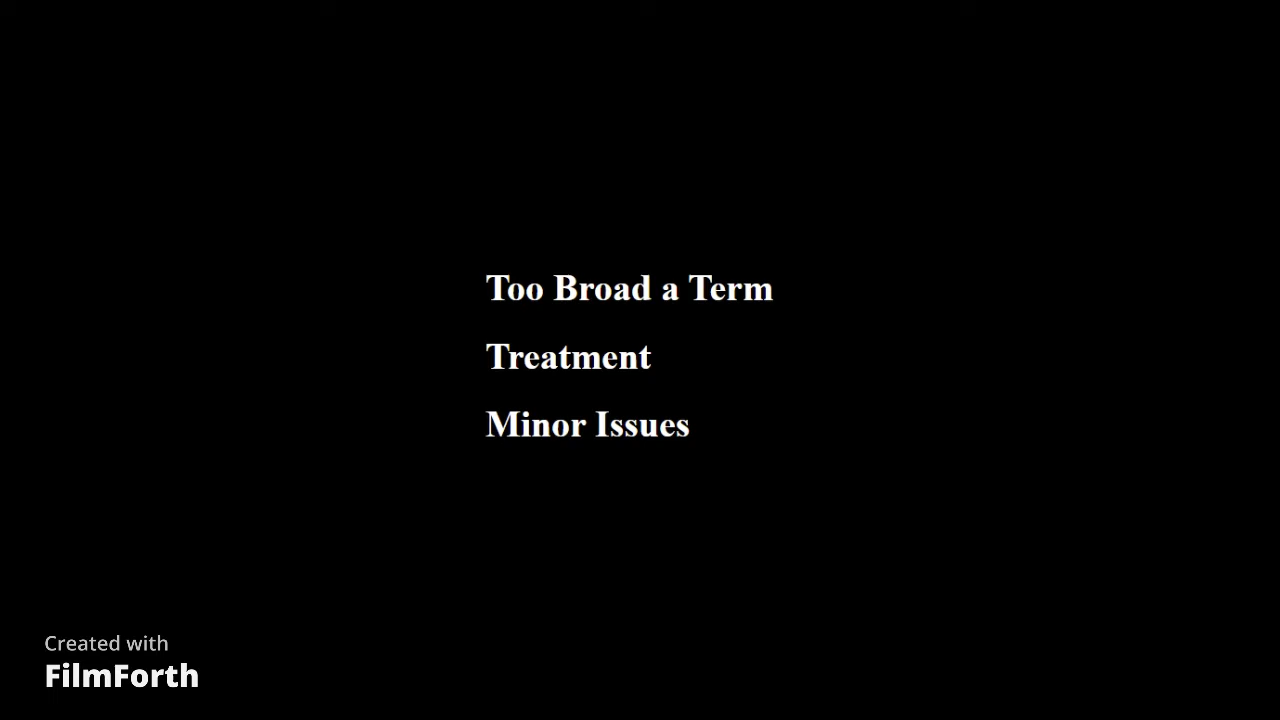 Too Broad a Term
Treatment
Minor Issues
Created with
FilmForth